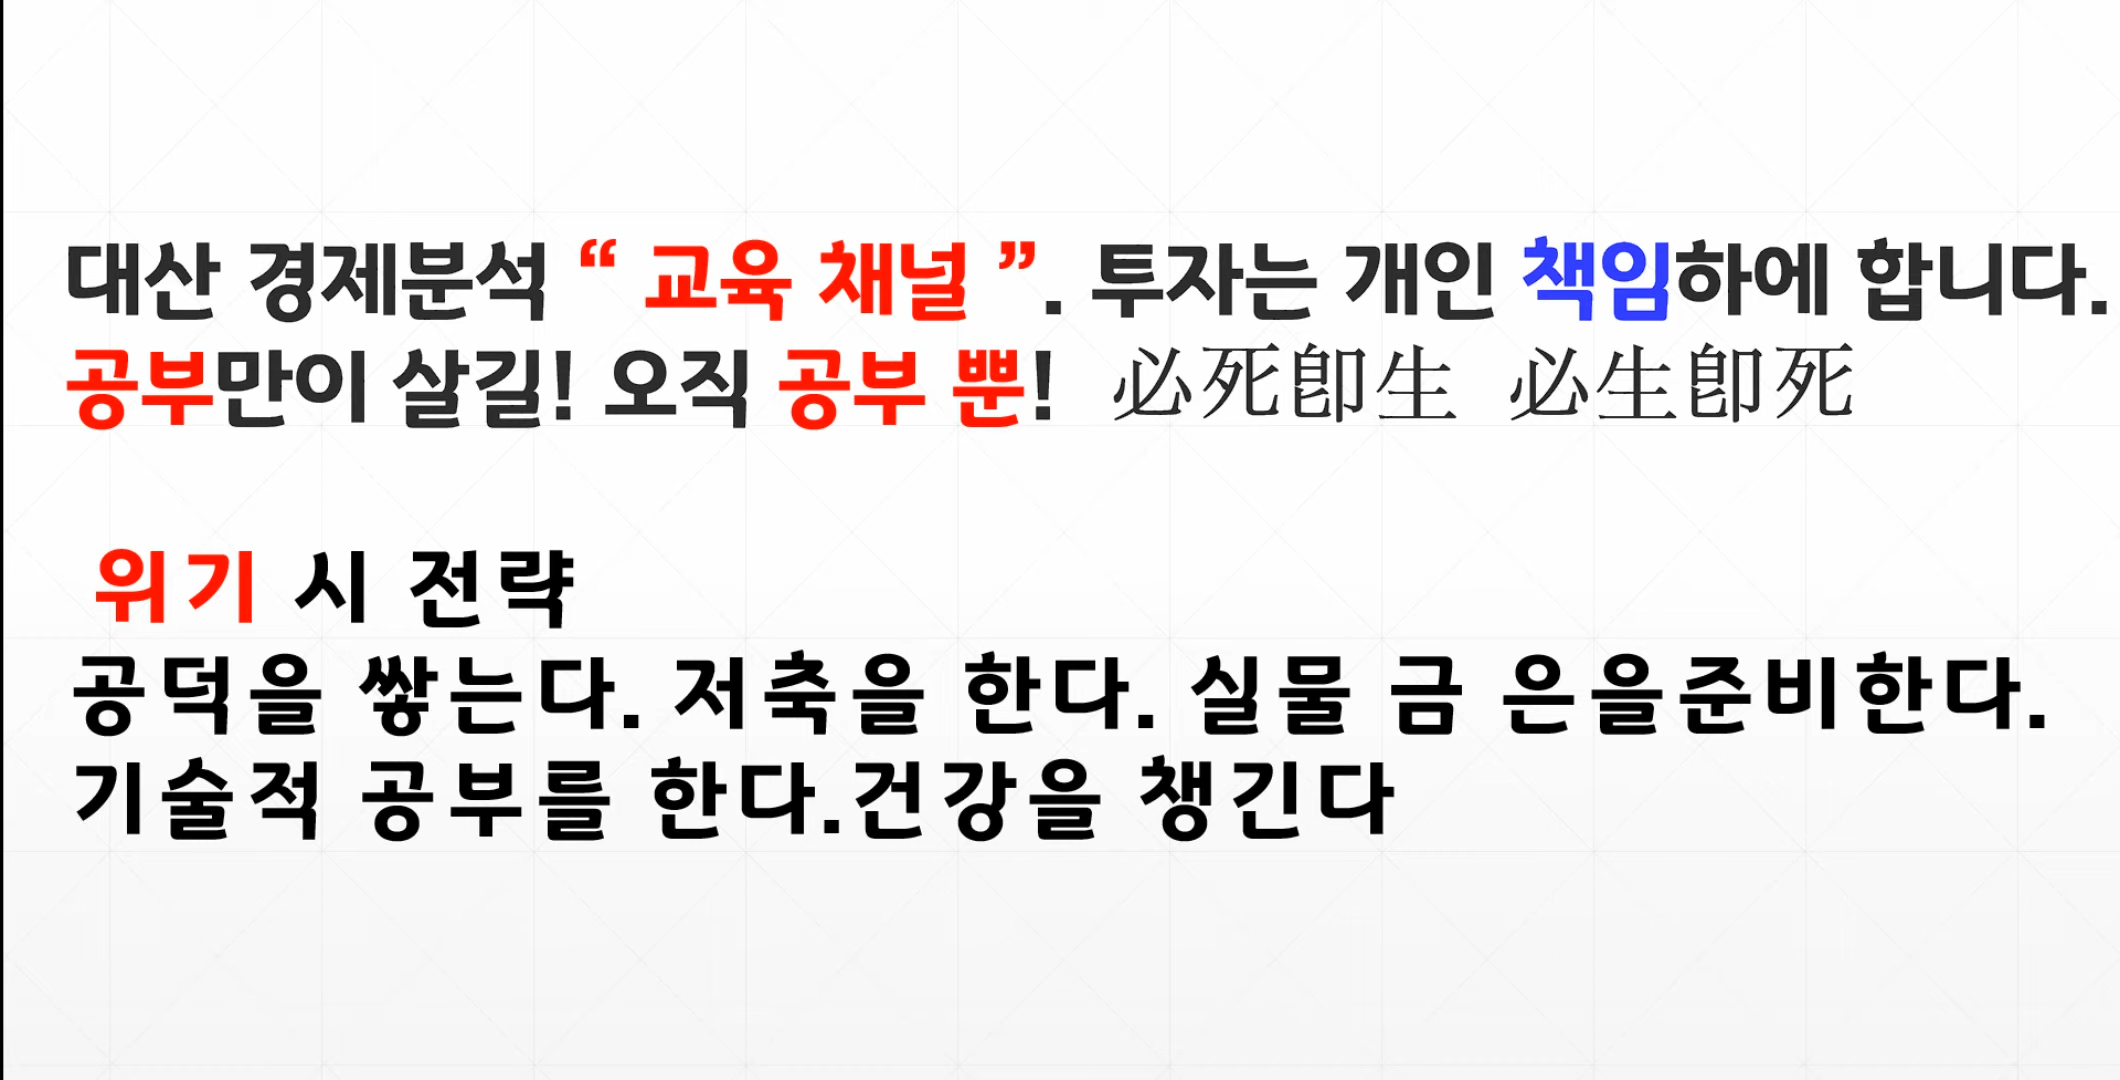 대산 경제분석 “ 교육 채널 ”. 투자는 개인 책임하에 합니다.
공부만이 살길! 오직 공부 뿐! 必死卽生 必生卽死
위기 시 전략
공덕을 쌓는다. 저축을 한다. 실물 금 은을준비한다.
기술적 공부를 한다.건강을 챙긴다